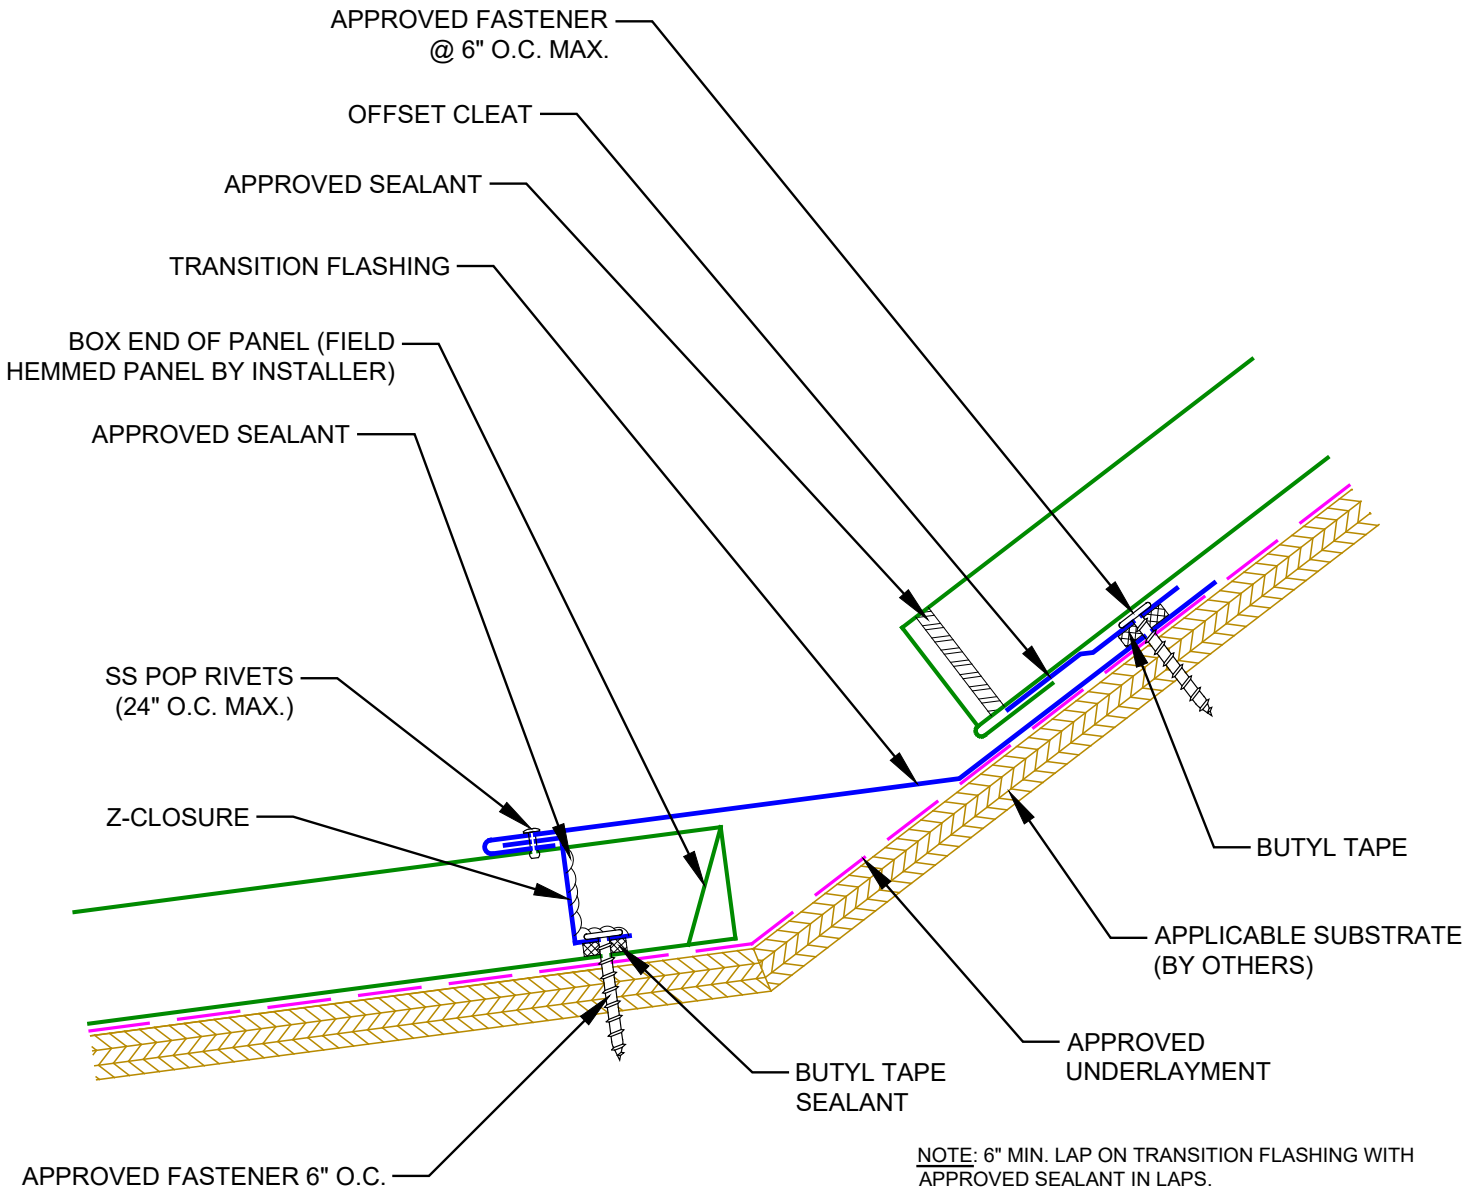 APPROVED FASTENER
@ 6" O.C. MAX.
OFFSET CLEAT
APPROVED SEALANT
TRANSITION FLASHING
BOX END OF PANEL (FIELD
HEMMED PANEL BY INSTALLER)
APPROVED SEALANT
SS POP RIVETS
(24" O.C. MAX.)
Z-CLOSURE
BUTYL TAPE
APPLICABLE SUBSTRATE
(BY OTHERS)
APPROVED
UNDERLAYMENT
BUTYL TAPE
SEALANT
APPROVED FASTENER 6" O.C.
NOTE: 6" MIN. LAP ON TRANSITION FLASHING WITH
APPROVED SEALANT IN LAPS.